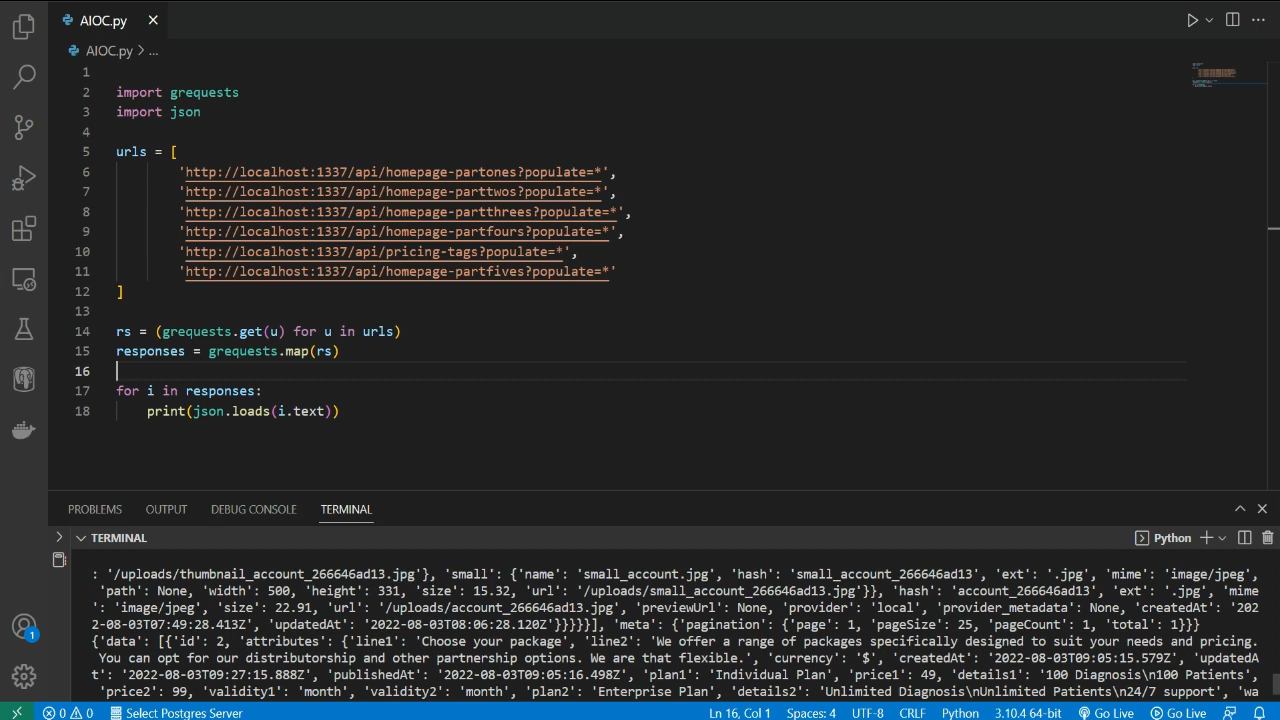 AIOC.py
AIOC.py > ...
1
2 import grequests
3 import json
4
5 urls = [
6 'http://localhost:1337/api/homepage-partones?populate=*',
7 'http://localhost:1337/api/homepage-parttwos?populate=*',
8 'http://localhost:1337/api/homepage-partthrees?populate=*',
9 'http://localhost:1337/api/homepage-partfours?populate=*',
10 'http://localhost:1337/api/pricing-tags?populate=*',
11 'http://localhost:1337/api/homepage-partfives?populate=*'
12 ]
13
14 rs = (grequests.get(u) for u in urls)
15 responses = grequests.map(rs)
16
17 for i in responses:
18 print(json.loads(i.text))
PROBLEMS OUTPUT DEBUG CONSOLE TERMINAL
TERMINAL Python
: '/uploads/thumbnail_account_266646ad13.jpg'}, 'small': {'name': 'small_account.jpg', 'hash': 'small_account_266646ad13', 'ext': '.jpg', 'mime': 'image/jpeg',
'path': None, 'width': 500, 'height': 331, 'size': 15.32, 'url': '/uploads/small_account_266646ad13.jpg'}}, 'hash': 'account_266646ad13', 'ext': '.jpg', 'mime
': 'image/jpeg', 'size': 22.91, 'url': '/uploads/account_266646ad13.jpg', 'previewUrl': None, 'provider': 'local', 'provider_metadata': None, 'createdAt': '202
2-08-03T07:49:28.413Z', 'updatedAt': '2022-08-03T08:06:28.120Z'}}}}}], 'meta': {'pagination': {'page': 1, 'pageSize': 25, 'pageCount': 1, 'total': 1}}}
{'data': [{'id': 2, 'attributes': {'line1': 'Choose your package', 'line2': 'We offer a range of packages specifically designed to suit your needs and pricing.
You can opt for our distributorship and other partnership options. We are that flexible.', 'currency': '$', 'createdAt': '2022-08-03T09:05:15.579Z', 'updatedA
t': '2022-08-03T09:27:15.888Z', 'publishedAt': '2022-08-03T09:05:16.498Z', 'plan1': 'Individual Plan', 'price1': 49, 'details1': '100 Diagnosis\n100 Patients',
'price2': 99, 'validity1': 'month', 'validity2': 'month', 'plan2': 'Enterprise Plan', 'details2': 'Unlimited Diagnosis\nUnlimited Patients\n24/7 support', 'wa
1
0 0 Select Postgres Server Ln 16, Col 1 Spaces: 4 UTF-8 CRLF Python 3.10.4 64-bit Go Live Go Live